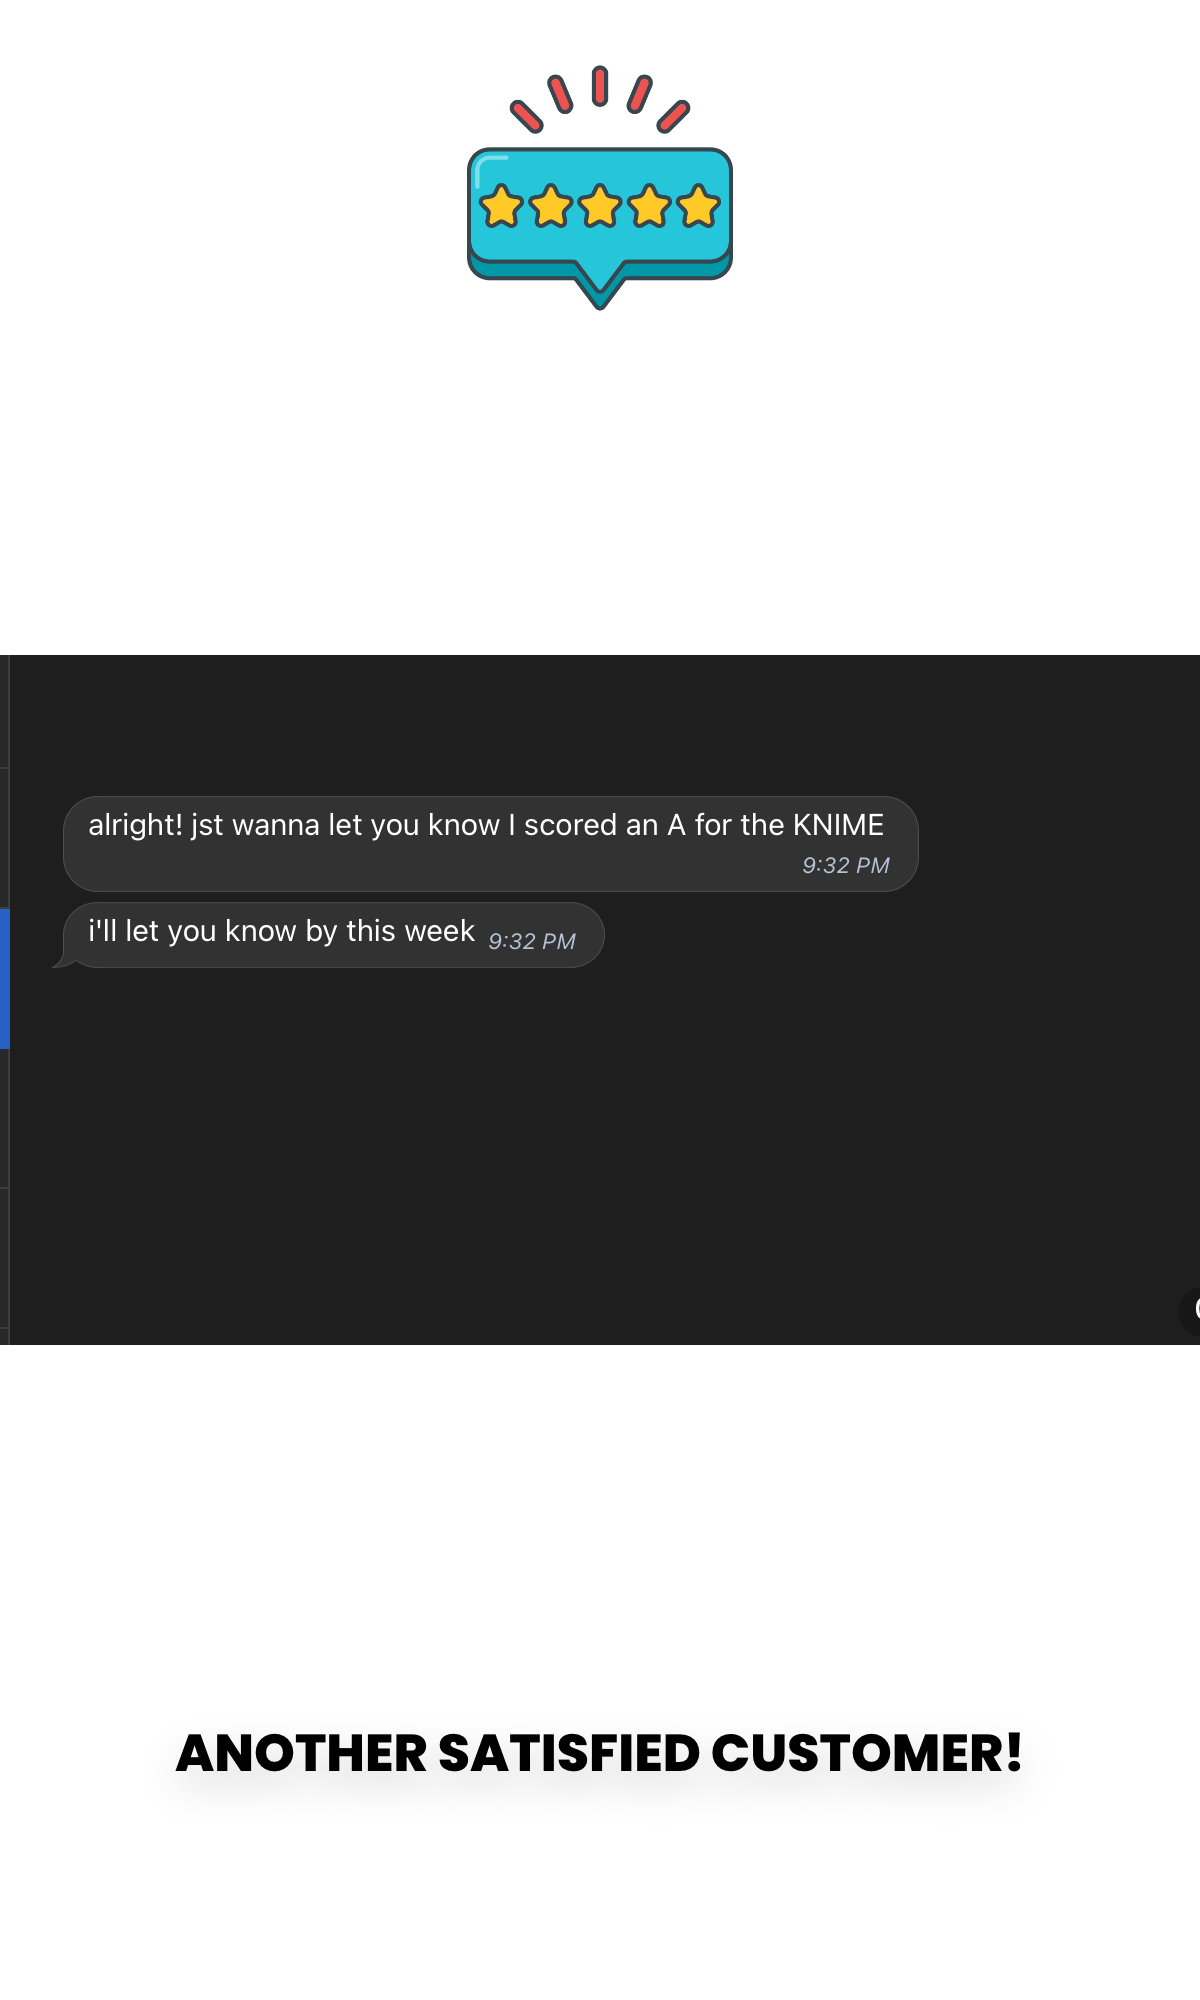 alright! jst wanna let you know I scored an A for the KNIME
9:32 PM
i'll let you know by this week 9:32 PM
ANOTHER SATISFIED CUSTOMER!